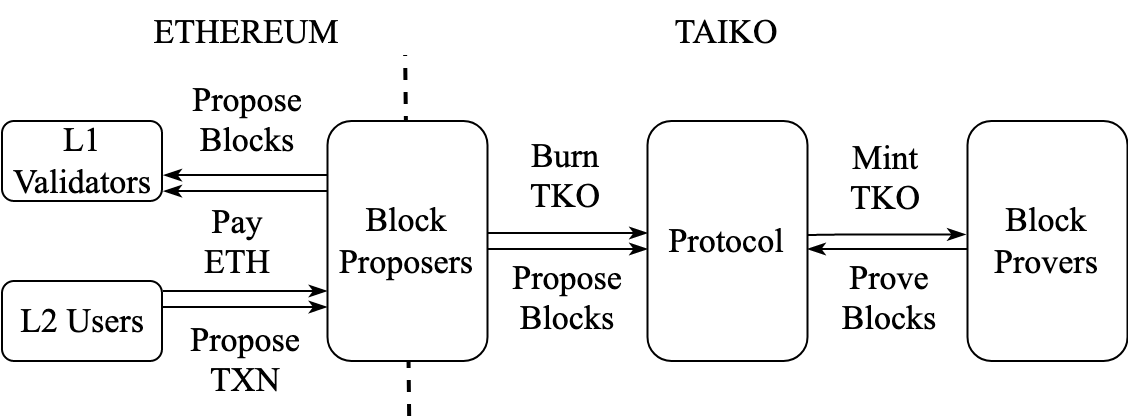 ETHEREUM
TAIKO
Propose
Blocks
L1
Validators
Pay
ETH
L2 Users
Propose
TXN
Block
Proposers
Burn
TKO
Propose
Blocks
Protocol
Mint
TKO
Prove
Blocks
Block
Provers